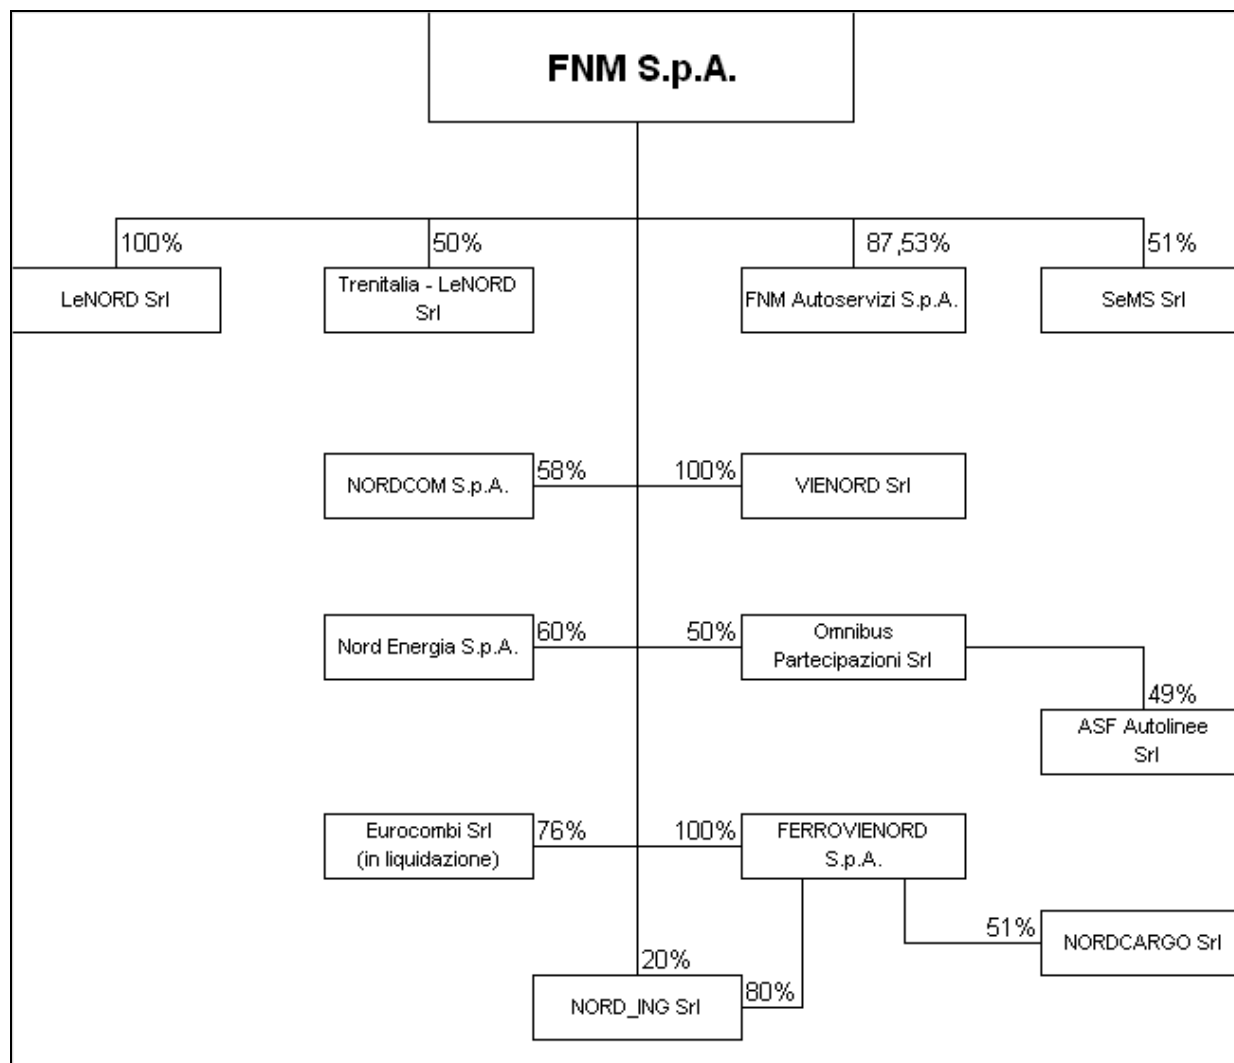 FNM S.p.A.
100%
50%
87,53%
51%
LeNORD Srl
Trenitalia - LeNORD
Srl
FNM Autoservizi S.p.A.
SeMS Srl
NORDCOM S.p.A.
58%
100%
VIENORD Srl
Nord Energia S.p.A.
60%
50%
Omnibus
Partecipazioni Srl
49%
ASF Autolinee
Srl
Eurocombi Srl
(in liquidazione)
76%
100%
FERROVIENORD
S.p.A.
51%
NORDCARGO Srl
20%
NORD_ING Srl
80%